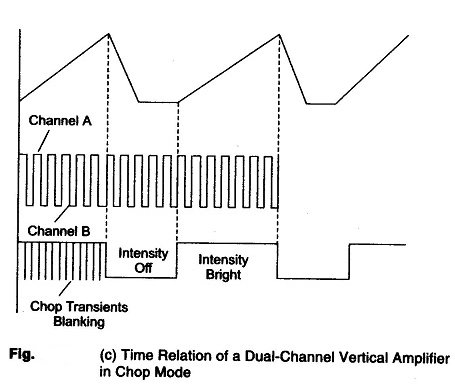 Channel A
Channel B
Intensity
Off
Intensity
Bright
Chop Transients
Blanking
Fig. (c) Time Relation of a Dual-Channel Vertical Amplifier
in Chop Mode